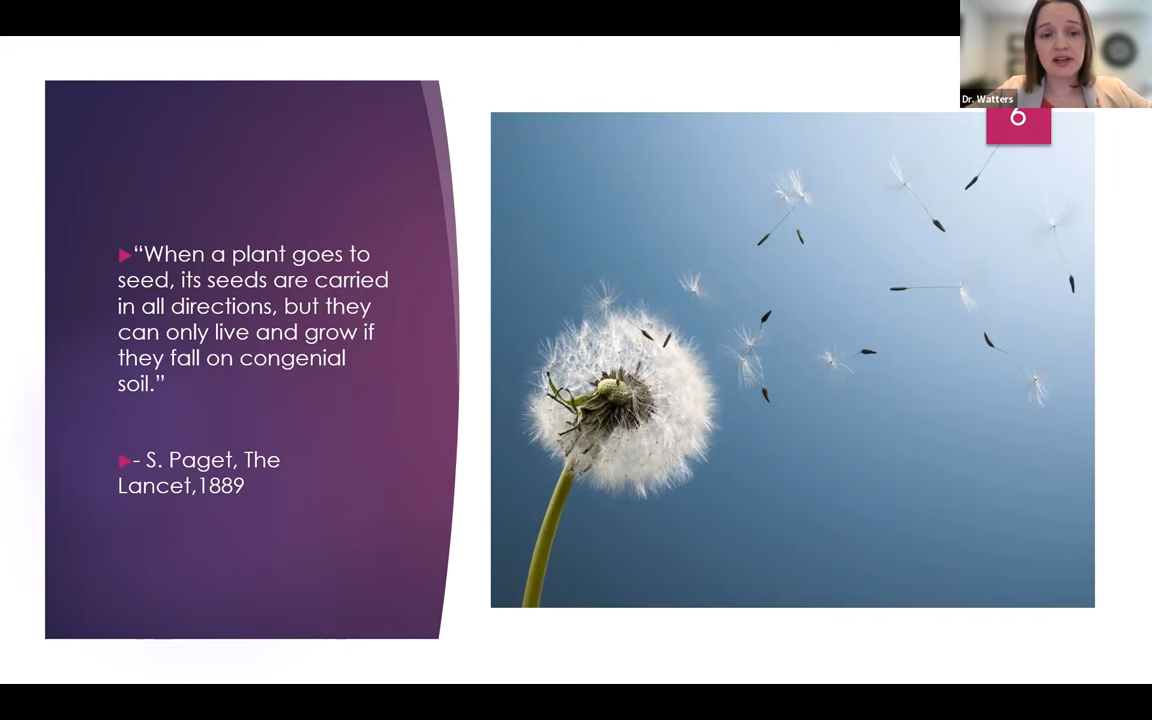 Dr. Watters
6
“When a plant goes to
seed, its seeds are carried
in all directions, but they
can only live and grow if
they fall on congenial
soil.”
- S. Paget, The
Lancet,1889